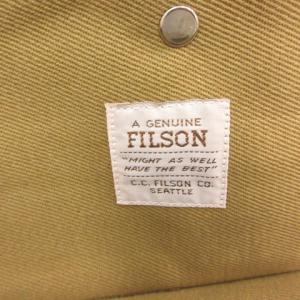 A GENUINE
FILSON
"MIGHT AS WELL
HAVE THE BEST"
C.C. FILSON CO.
SEATTLE